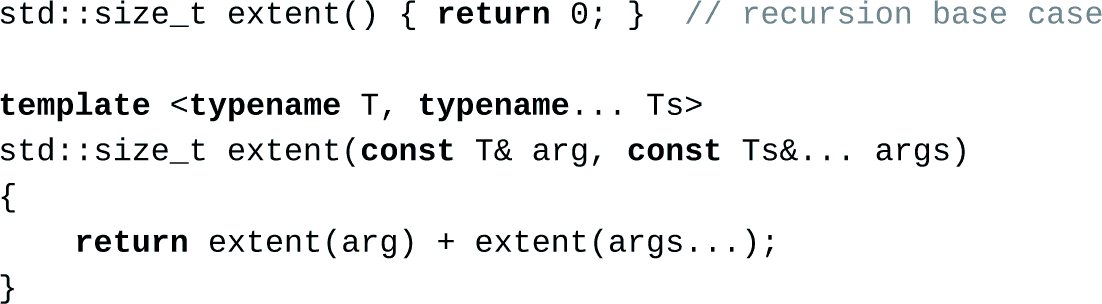 std::size_t extent() { return 0; }  // recursion base case
template <typename T, typename... Ts>
std::size_t extent(const T& arg, const Ts&... args)
{
    return extent(arg) + extent(args...);
}